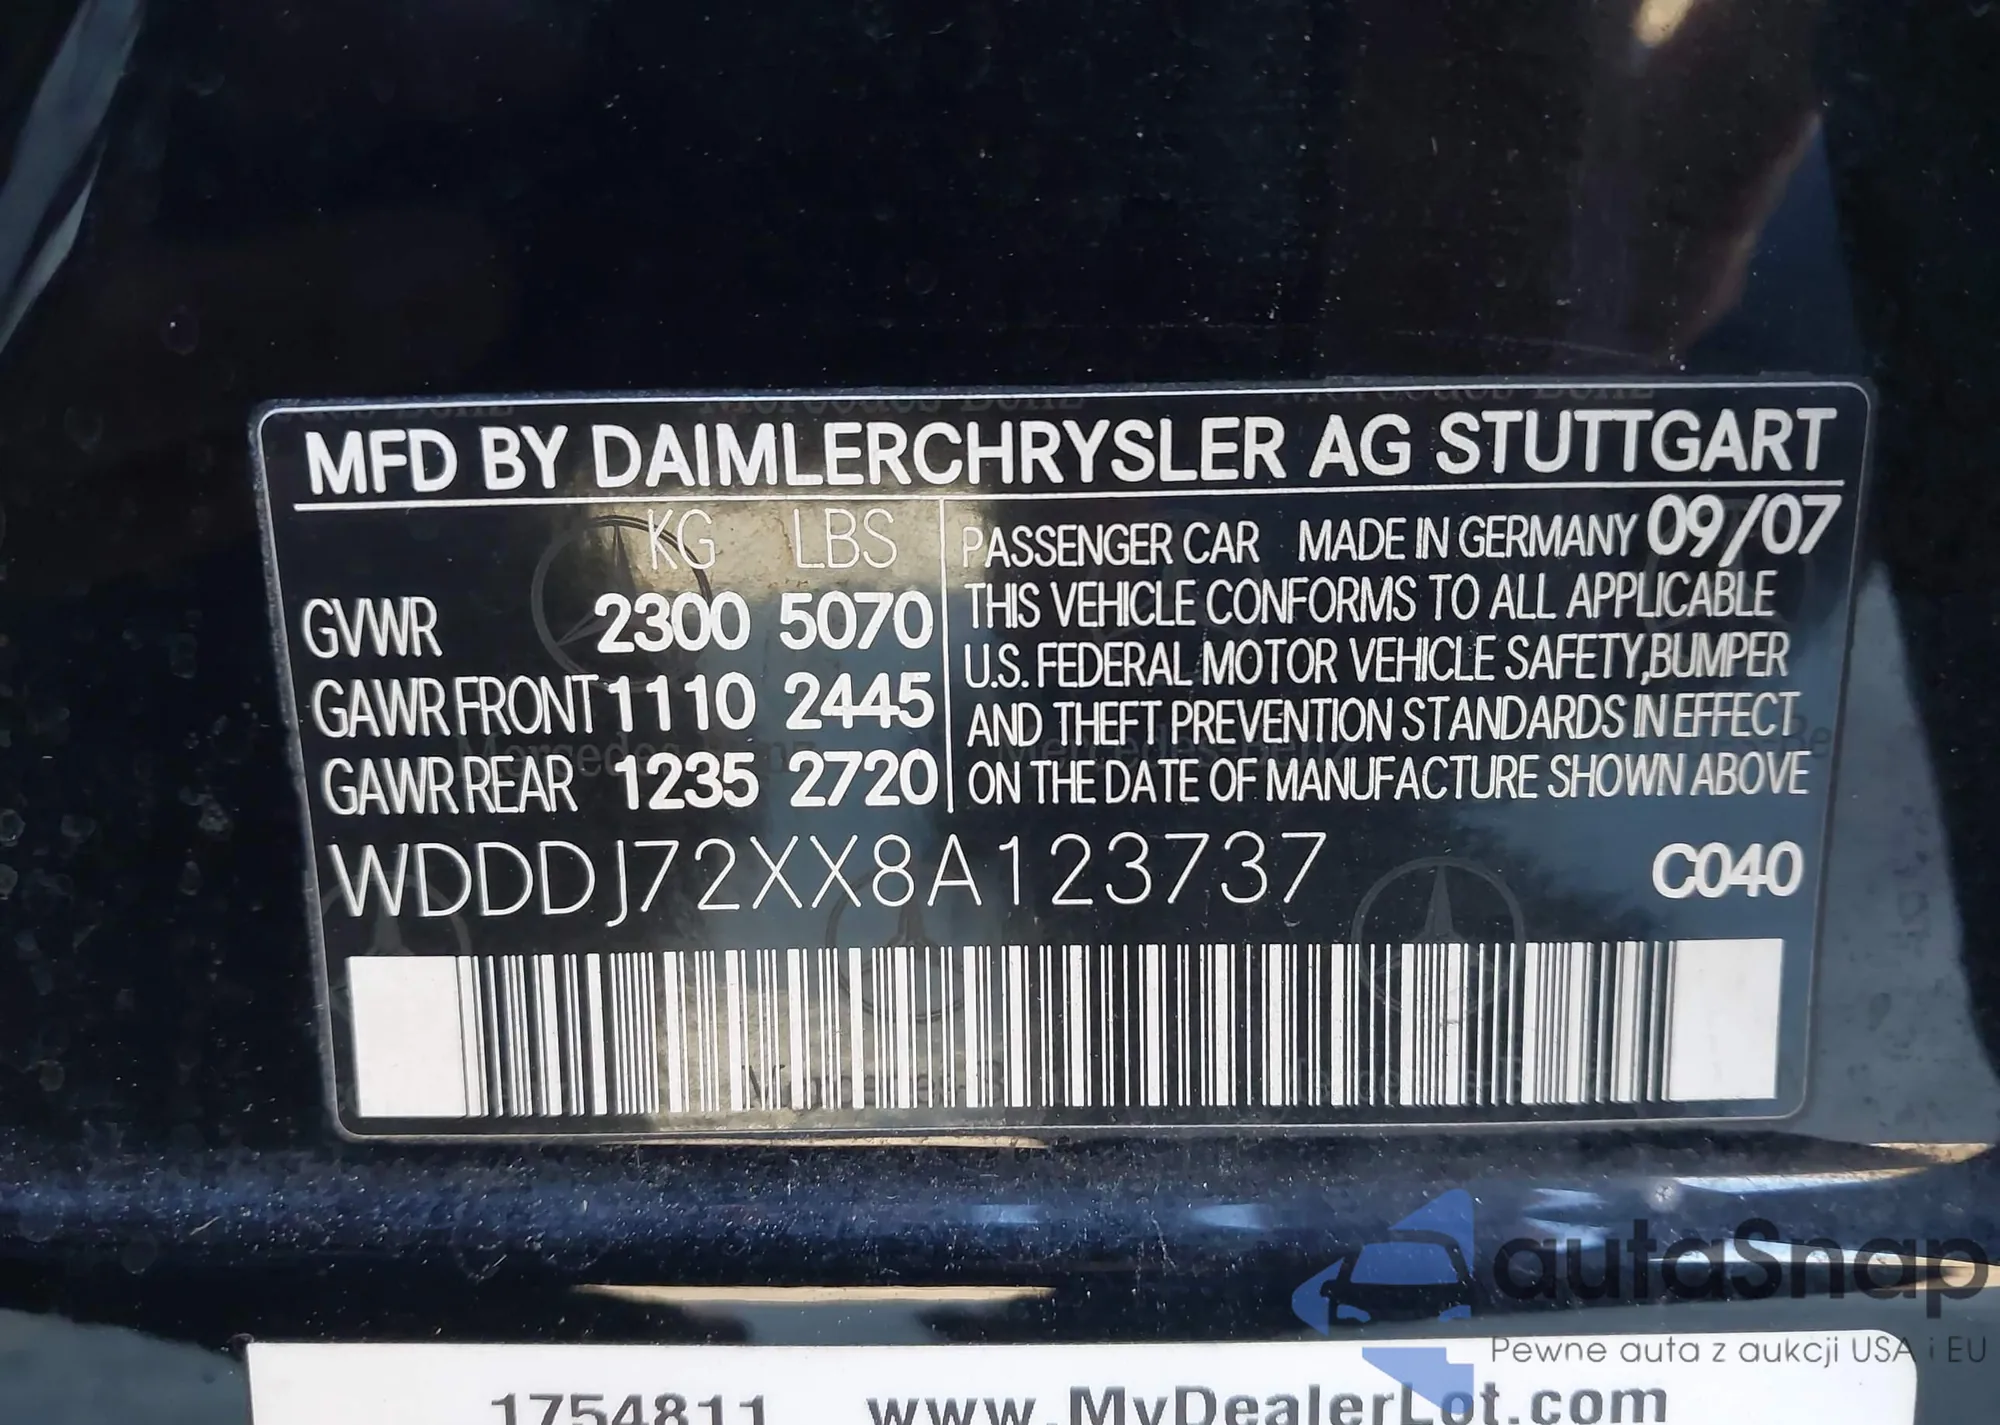 MFD BY DAIMLERCHRYSLER AG STUTTGART
KG LBS
GVWR 2300 5070
GAWR FRONT 1110 2445
GAWR REAR 1235 2720
PASSENGER CAR MADE IN GERMANY 09/07
THIS VEHICLE CONFORMS TO ALL APPLICABLE
U.S. FEDERAL MOTOR VEHICLE SAFETY, BUMPER
AND THEFT PREVENTION STANDARDS IN EFFECT
ON THE DATE OF MANUFACTURE SHOWN ABOVE
WDDDJ72XX8A123737 C040
autaSnap
Pewne auta z aukcji USA i EU
1754811 www.MyDealerLot.com